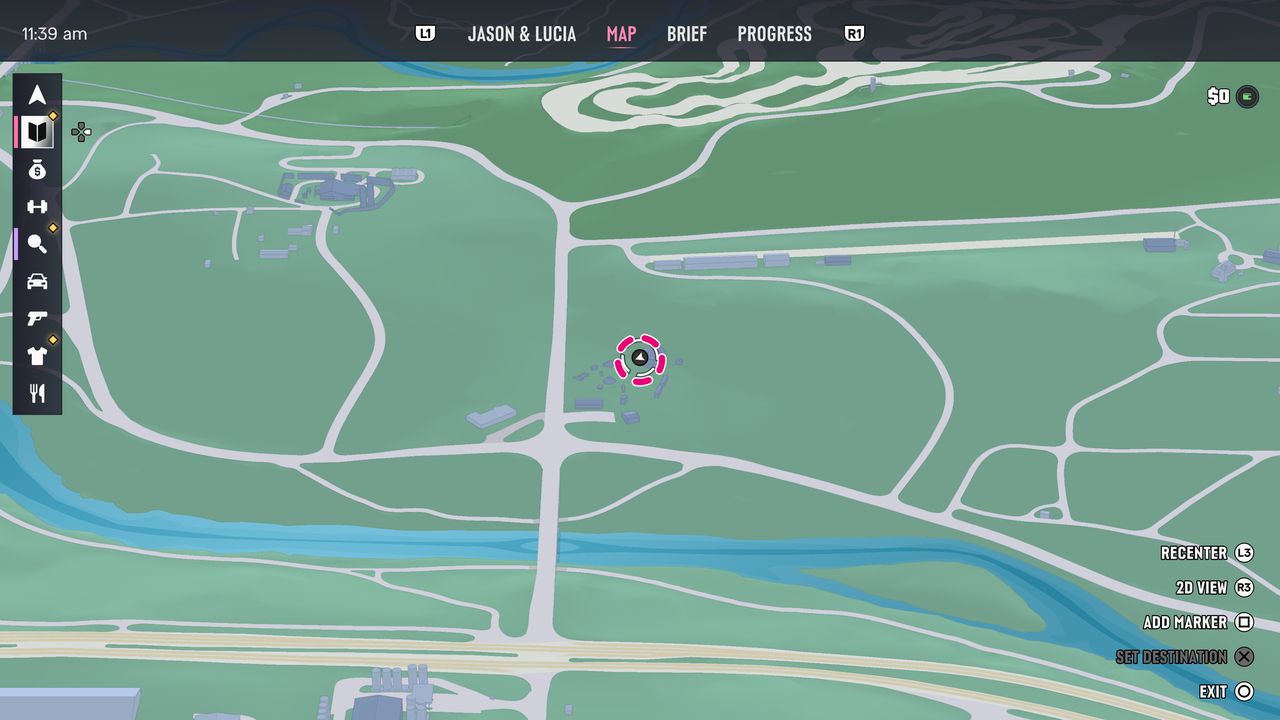 11:39 am
L1 JASON & LUCIA MAP BRIEF PROGRESS R1
$0
RECENTER L3
2D VIEW R3
ADD MARKER
SET DESTINATION
EXIT